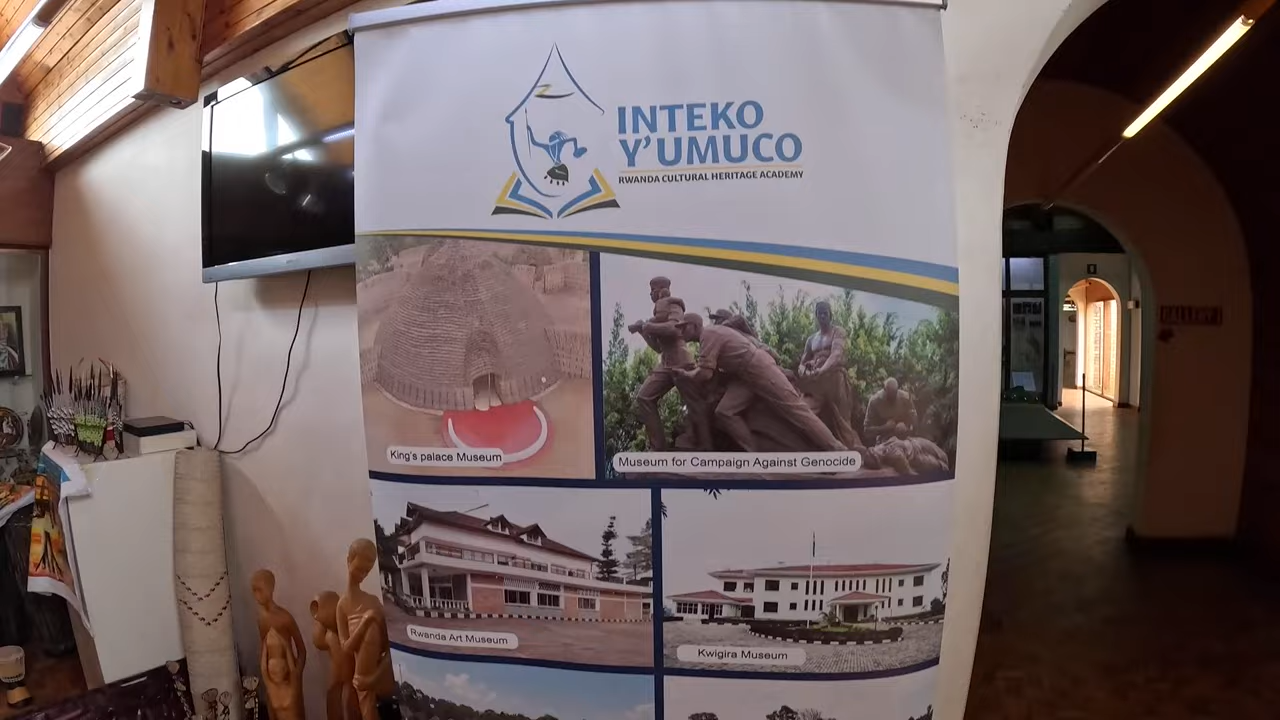 INTEKO
Y'UMUCO
RWANDA CULTURAL HERITAGE ACADEMY
King's palace Museum
Museum for Campaign Against Genocide
Rwanda Art Museum
Kwigira Museum
GALLERY